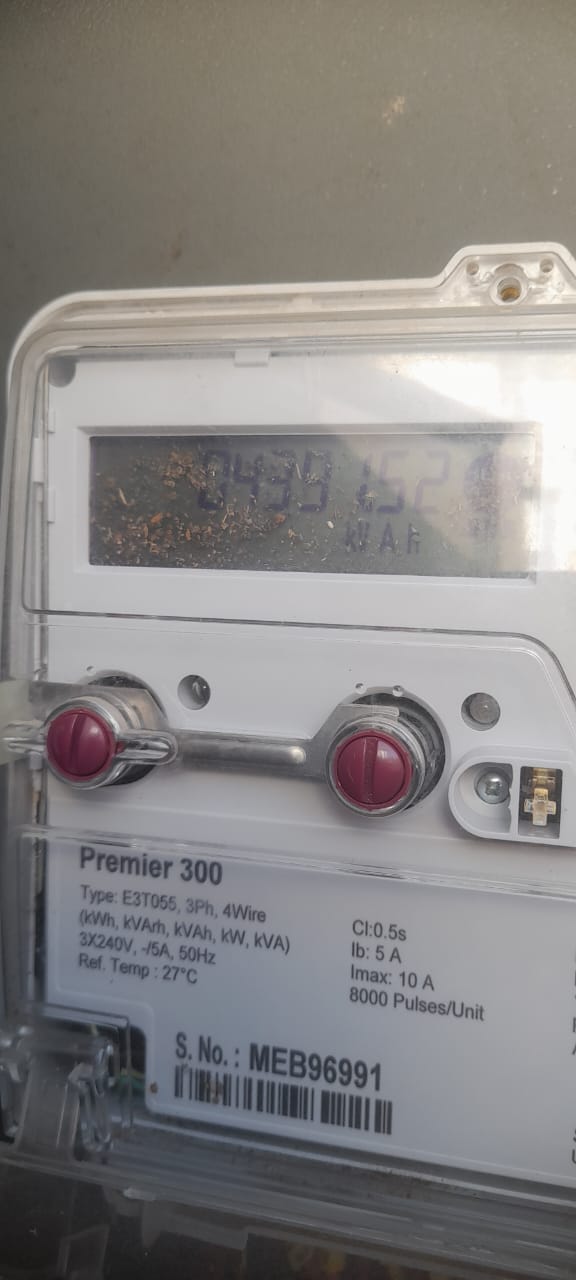 kVAh
Premier 300
Type: E3T055, 3Ph, 4Wire
(kWh, kVArh, kVAh, kW, kVA)
3X240V, -/5A, 50Hz
Ref. Temp : 27°C
Cl:0.5s
Ib: 5 A
Imax: 10 A
8000 Pulses/Unit
S. No. : MEB96991